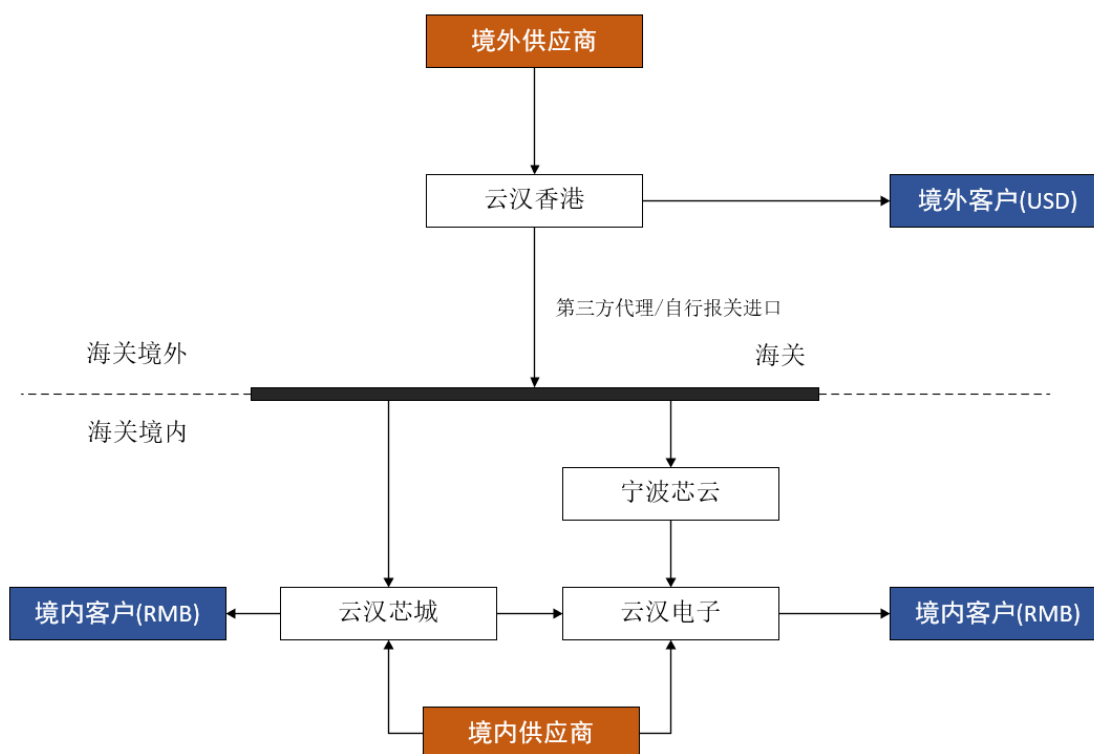 境外供应商
云汉香港
境外客户(USD)
第三方代理/自行报关进口
海关境外
海关
海关境内
宁波芯云
境内客户(RMB)
云汉芯城
云汉电子
境内客户(RMB)
境内供应商